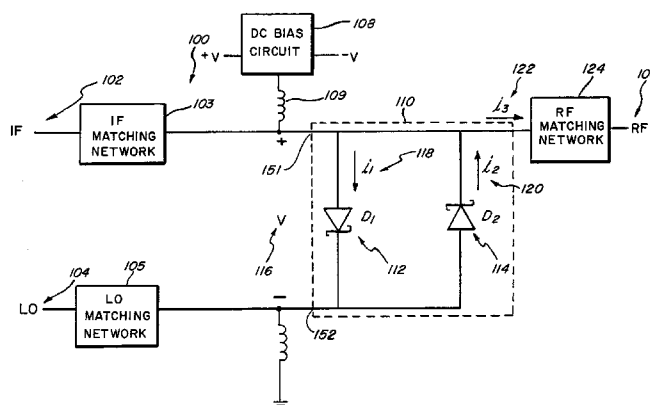 108
DC BIAS
CIRCUIT
100
+V
-V
102
103
109
110
122
124
10
IF
IF
MATCHING
NETWORK
+
i3
RF
MATCHING
NETWORK
RF
151
i1
118
i2
120
D1
D2
V
116
112
114
104
105
LO
LO
MATCHING
NETWORK
−
152